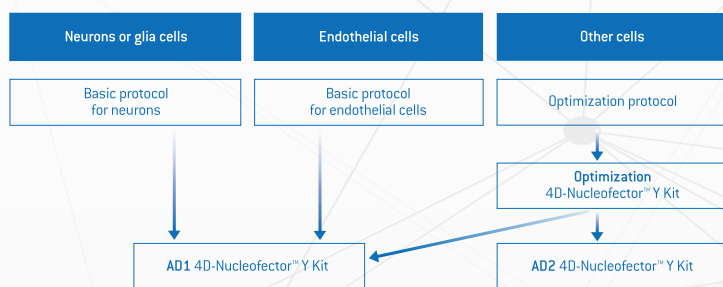 Neurons or glia cells
Endothelial cells
Other cells
Basic protocol
for neurons
Basic protocol
for endothelial cells
Optimization protocol
Optimization
4D-Nucleofector™ Y Kit
AD1 4D-Nucleofector™ Y Kit
AD2 4D-Nucleofector™ Y Kit